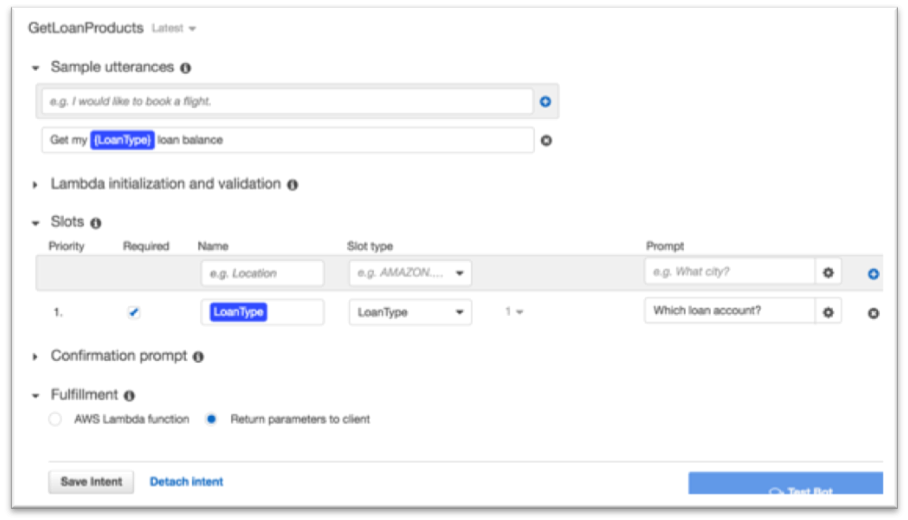 GetLoanProducts Latest
Sample utterances
e.g. I would like to book a flight.
Get my {LoanType} loan balance
Lambda initialization and validation
Slots
Priority Required Name Slot type Prompt
e.g. Location e.g. AMAZON.... e.g. What city?
1. LoanType LoanType 1 Which loan account?
Confirmation prompt
Fulfillment
AWS Lambda function Return parameters to client
Save Intent Detach intent
Test Bot